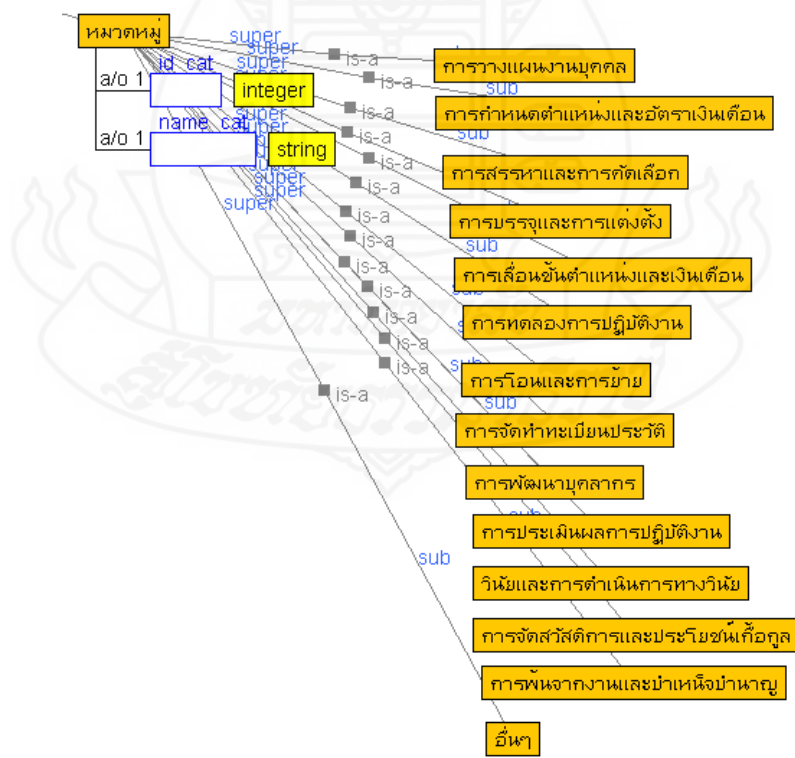 หมวดหมู่
super
is-a
การวางแผนงานบุคคล
super
is-a
sub
id_cat
a/o 1
integer
super
is-a
การกำหนดตำแหน่งและอัตราเงินเดือน
name_cat
a/o 1
string
super
is-a
sub
การสรรหาและการคัดเลือก
super
is-a
super
is-a
การบรรจุและการแต่งตั้ง
super
is-a
sub
is-a
การเลื่อนขั้นตำแหน่งและเงินเดือน
is-a
sub
is-a
การทดลองการปฏิบัติงาน
is-a
is-a
sub
การโอนและการย้าย
is-a
sub
การจัดทำทะเบียนประวัติ
การพัฒนาบุคลากร
sub
การประเมินผลการปฏิบัติงาน
sub
วินัยและการดำเนินการทางวินัย
การจัดสวัสดิการและประโยชน์เกื้อกูล
การพ้นจากงานและบำเหน็จบำนาญ
อื่นๆ